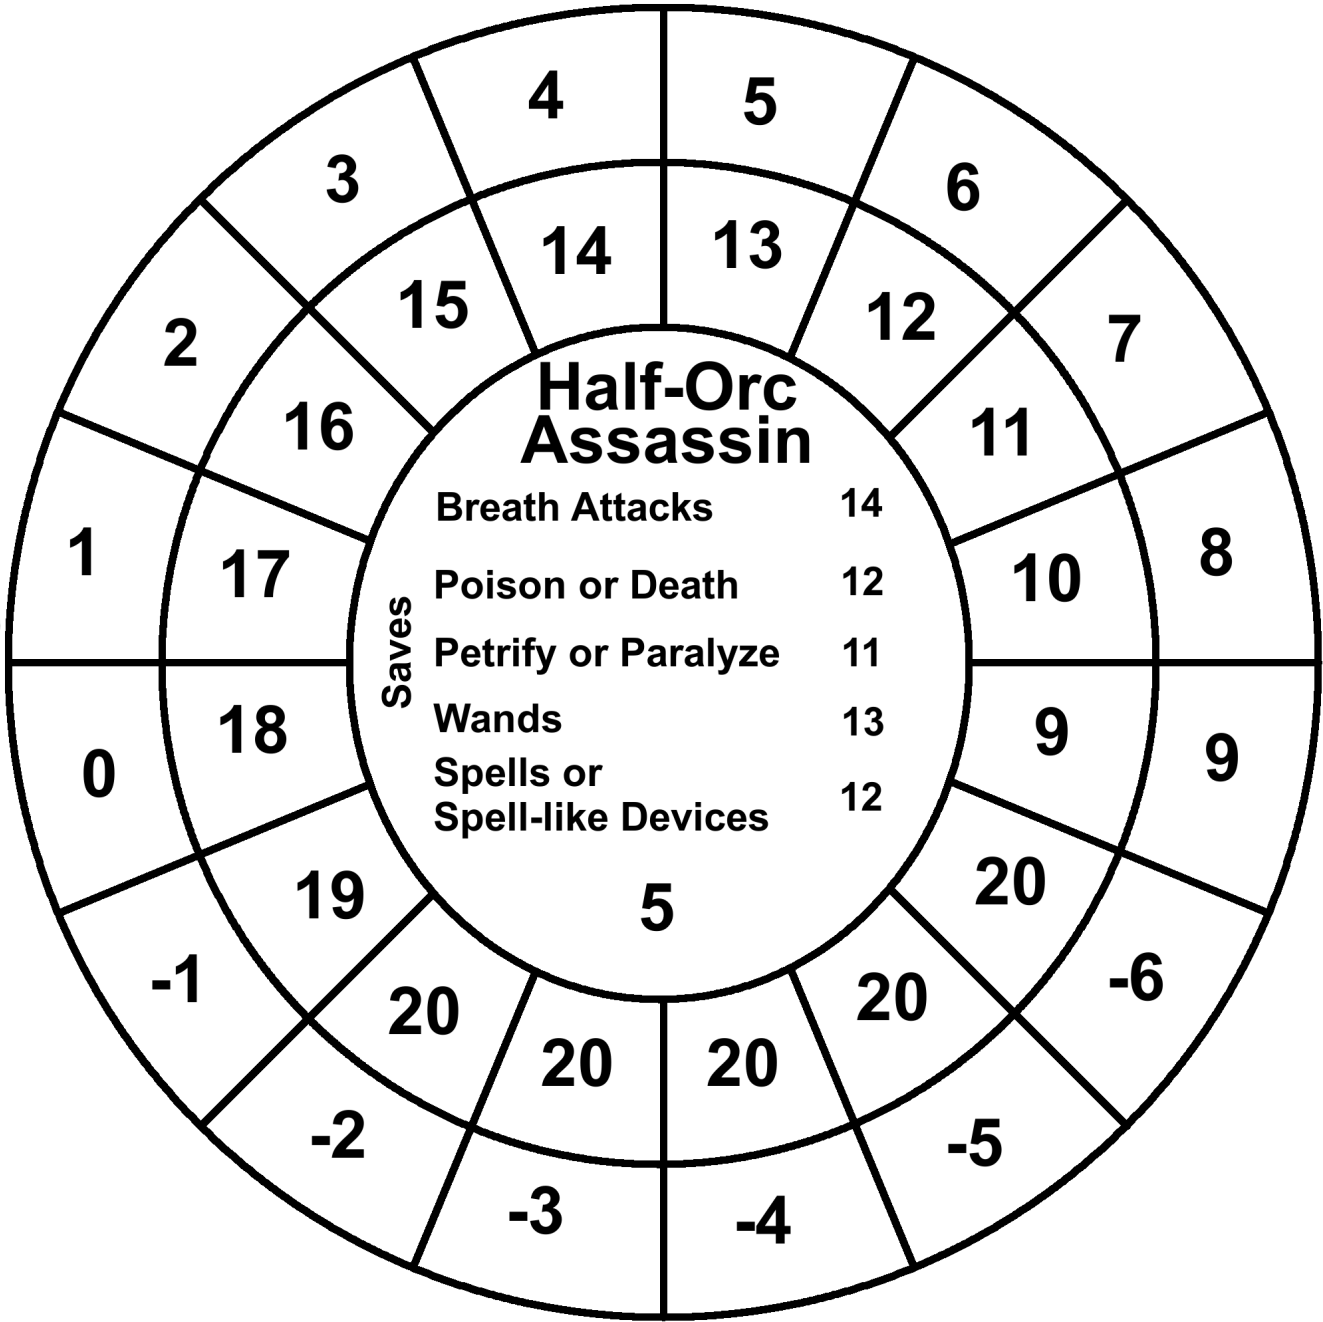 4 5
3 6
14 13
2 15 12 7
16 11
Half-Orc
Assassin
Breath Attacks 14
1 17 10 8
Poison or Death 12
Saves
Petrify or Paralyze 11
Wands 13
0 18 9 9
Spells or
Spell-like Devices 12
19 20
5
-1 -6
20 20
20 20
-2 -5
-3 -4